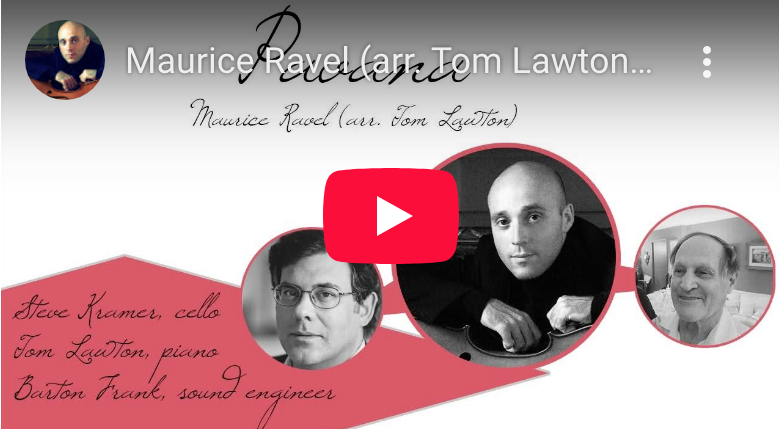 Maurice Ravel (arr. Tom Lawton...
Pavana
Maurice Ravel (arr. Tom Lawton)
Steve Kramer, cello
Tom Lawton, piano
Barton Frank, sound engineer